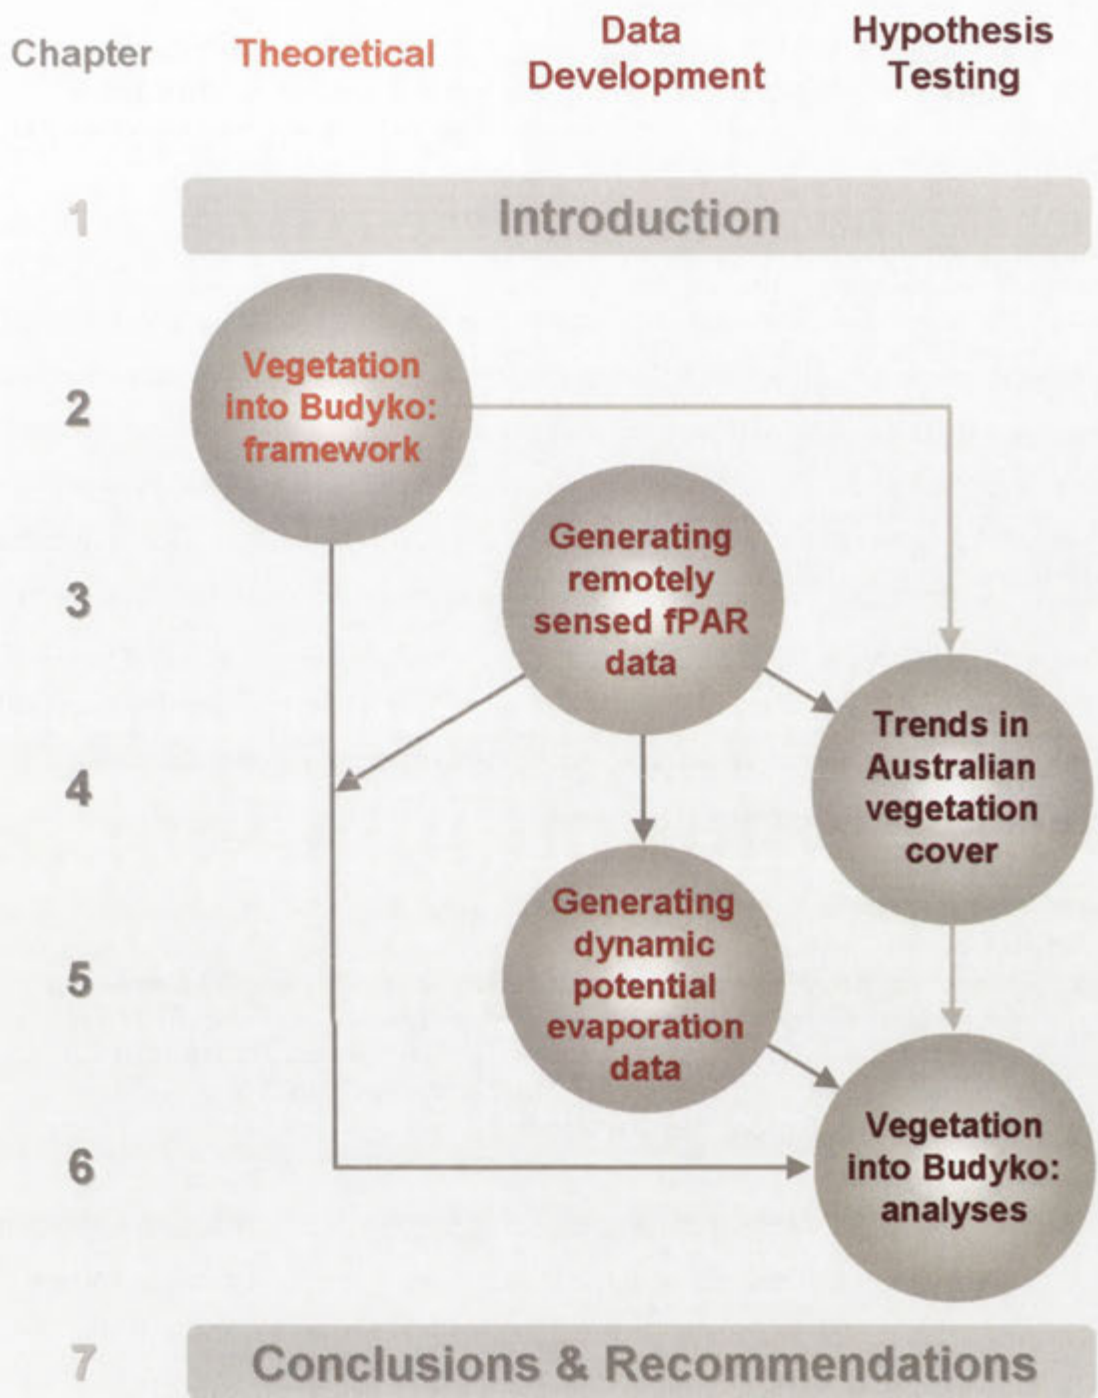 Chapter
Theoretical
Data
Development
Hypothesis
Testing
1
Introduction
2
Vegetation
into Budyko:
framework
3
Generating
remotely
sensed fPAR
data
4
Trends in
Australian
vegetation
cover
5
Generating
dynamic
potential
evaporation
data
6
Vegetation
into Budyko:
analyses
7
Conclusions & Recommendations